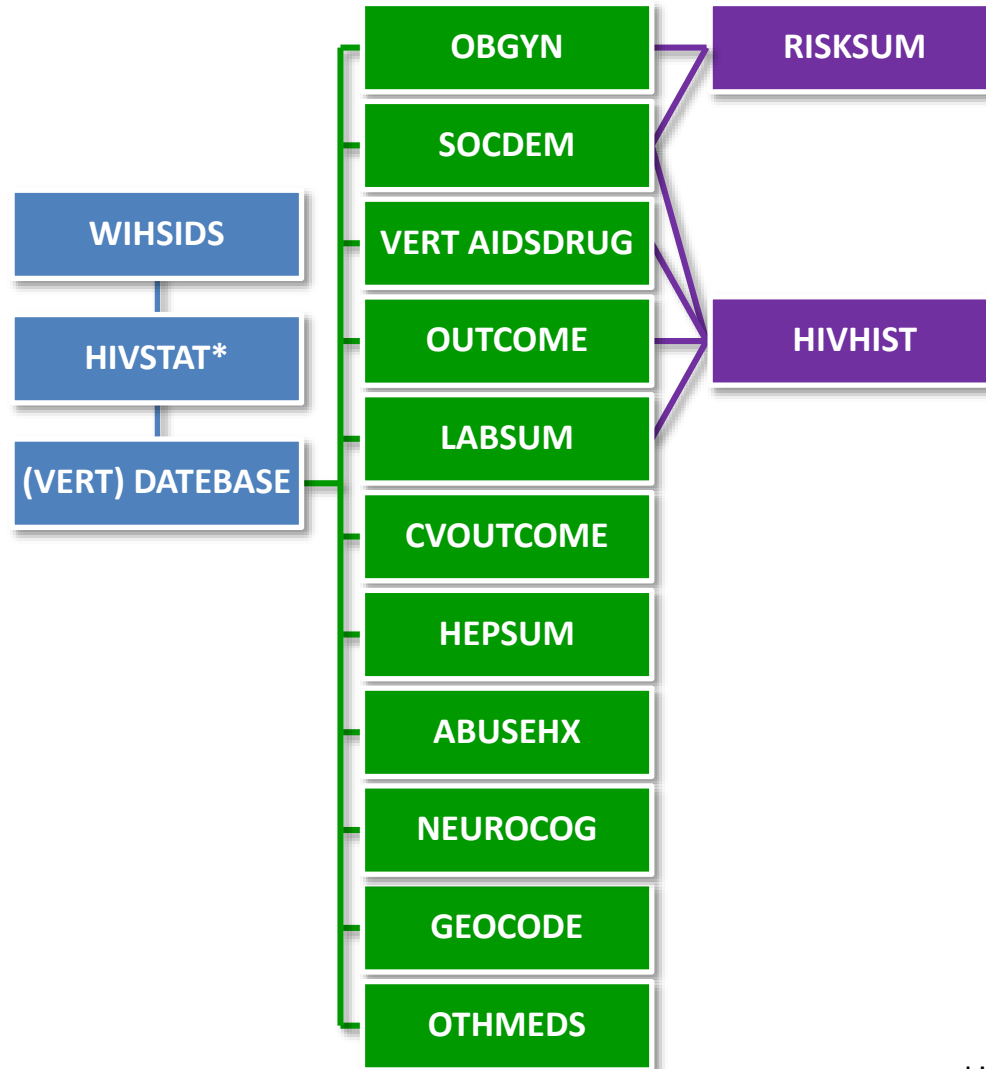 OBGYN
RISKSUM
SOCDEM
WIHSIDS
VERT AIDSDRUG
HIVSTAT*
OUTCOME
HIVHIST
(VERT) DATEBASE
LABSUM
CVOUTCOME
HEPSUM
ABUSEHX
NEUROCOG
GEOCODE
OTHMEDS